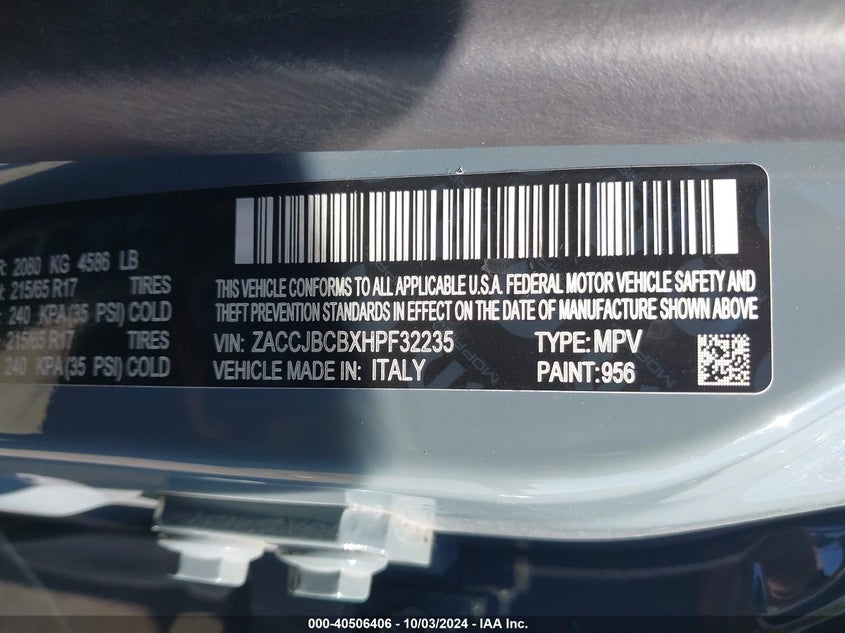 R: 2080 KG 4586 LB
215/65 R17 TIRES
240 KPA(35 PSI) COLD
215/65 R17 TIRES
240 KPA(35 PSI) COLD
THIS VEHICLE CONFORMS TO ALL APPLICABLE U.S.A. FEDERAL MOTOR VEHICLE SAFETY AND
THEFT PREVENTION STANDARDS IN EFFECT ON THE DATE OF MANUFACTURE SHOWN ABOVE
VIN: ZACCJBCBXHPF32235 TYPE: MPV
VEHICLE MADE IN: ITALY PAINT: 956
MOPAR
000-40506406 - 10/03/2024 - IAA Inc.